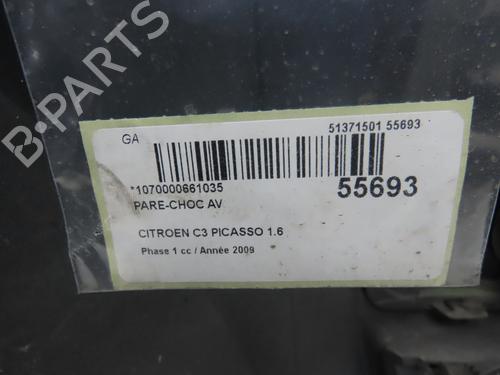 B-PARTS
GA
51371501 55693
*1070000661035
55693
PARE-CHOC AV
CITROEN C3 PICASSO 1.6
Phase 1 cc / Année 2009